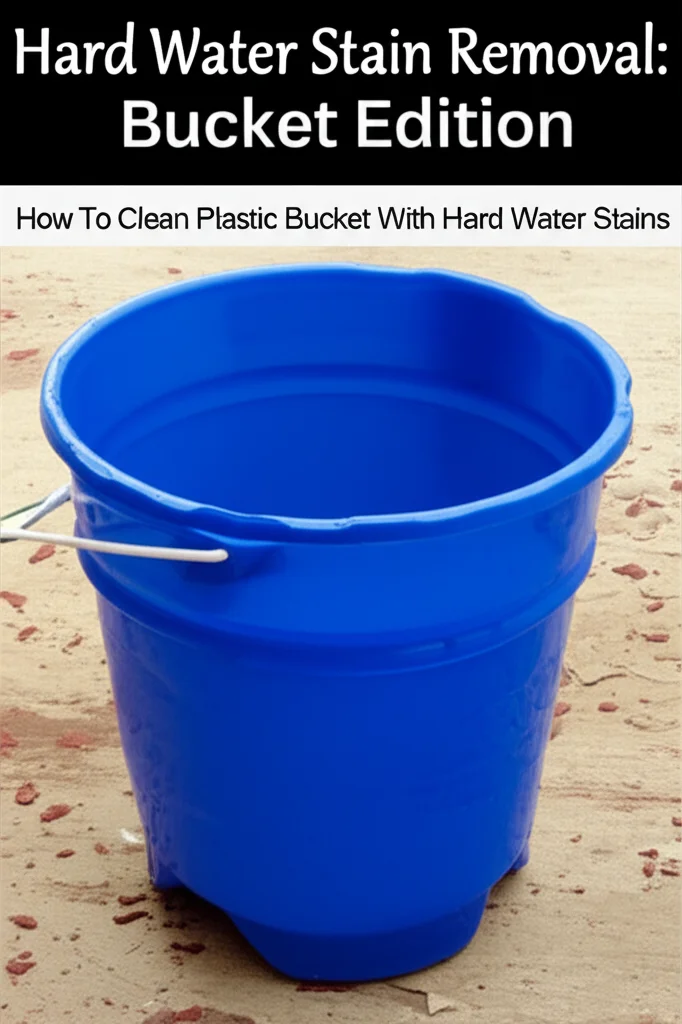 Hard Water Stain Removal:
Bucket Edition
How To Clean Plastic Bucket With Hard Water Stains